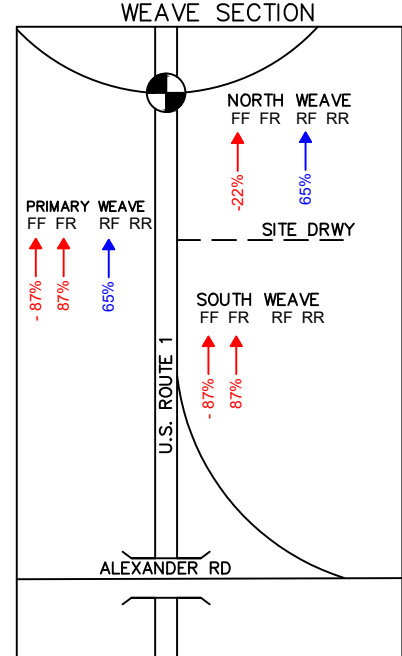 WEAVE SECTION
NORTH WEAVE
FF FR RF RR
-22%
65%
PRIMARY WEAVE
FF FR RF RR
- 87%
87%
65%
SITE DRWY
SOUTH WEAVE
FF FR RF RR
- 87%
87%
U.S. ROUTE 1
ALEXANDER RD